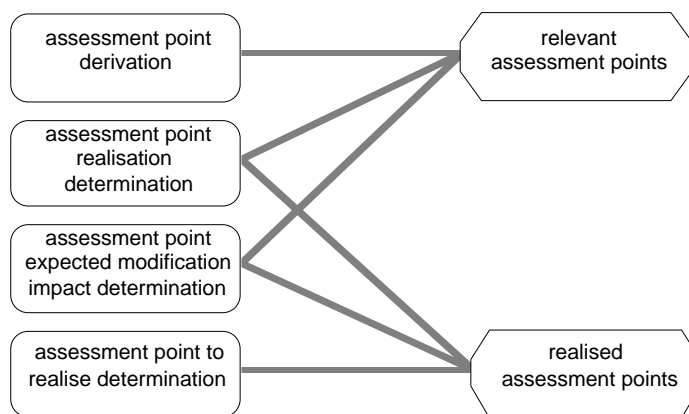 assessment point
derivation
relevant
assessment points
assessment point
realisation
determination
assessment point
expected modification
impact determination
assessment point to
realise determination
realised
assessment points